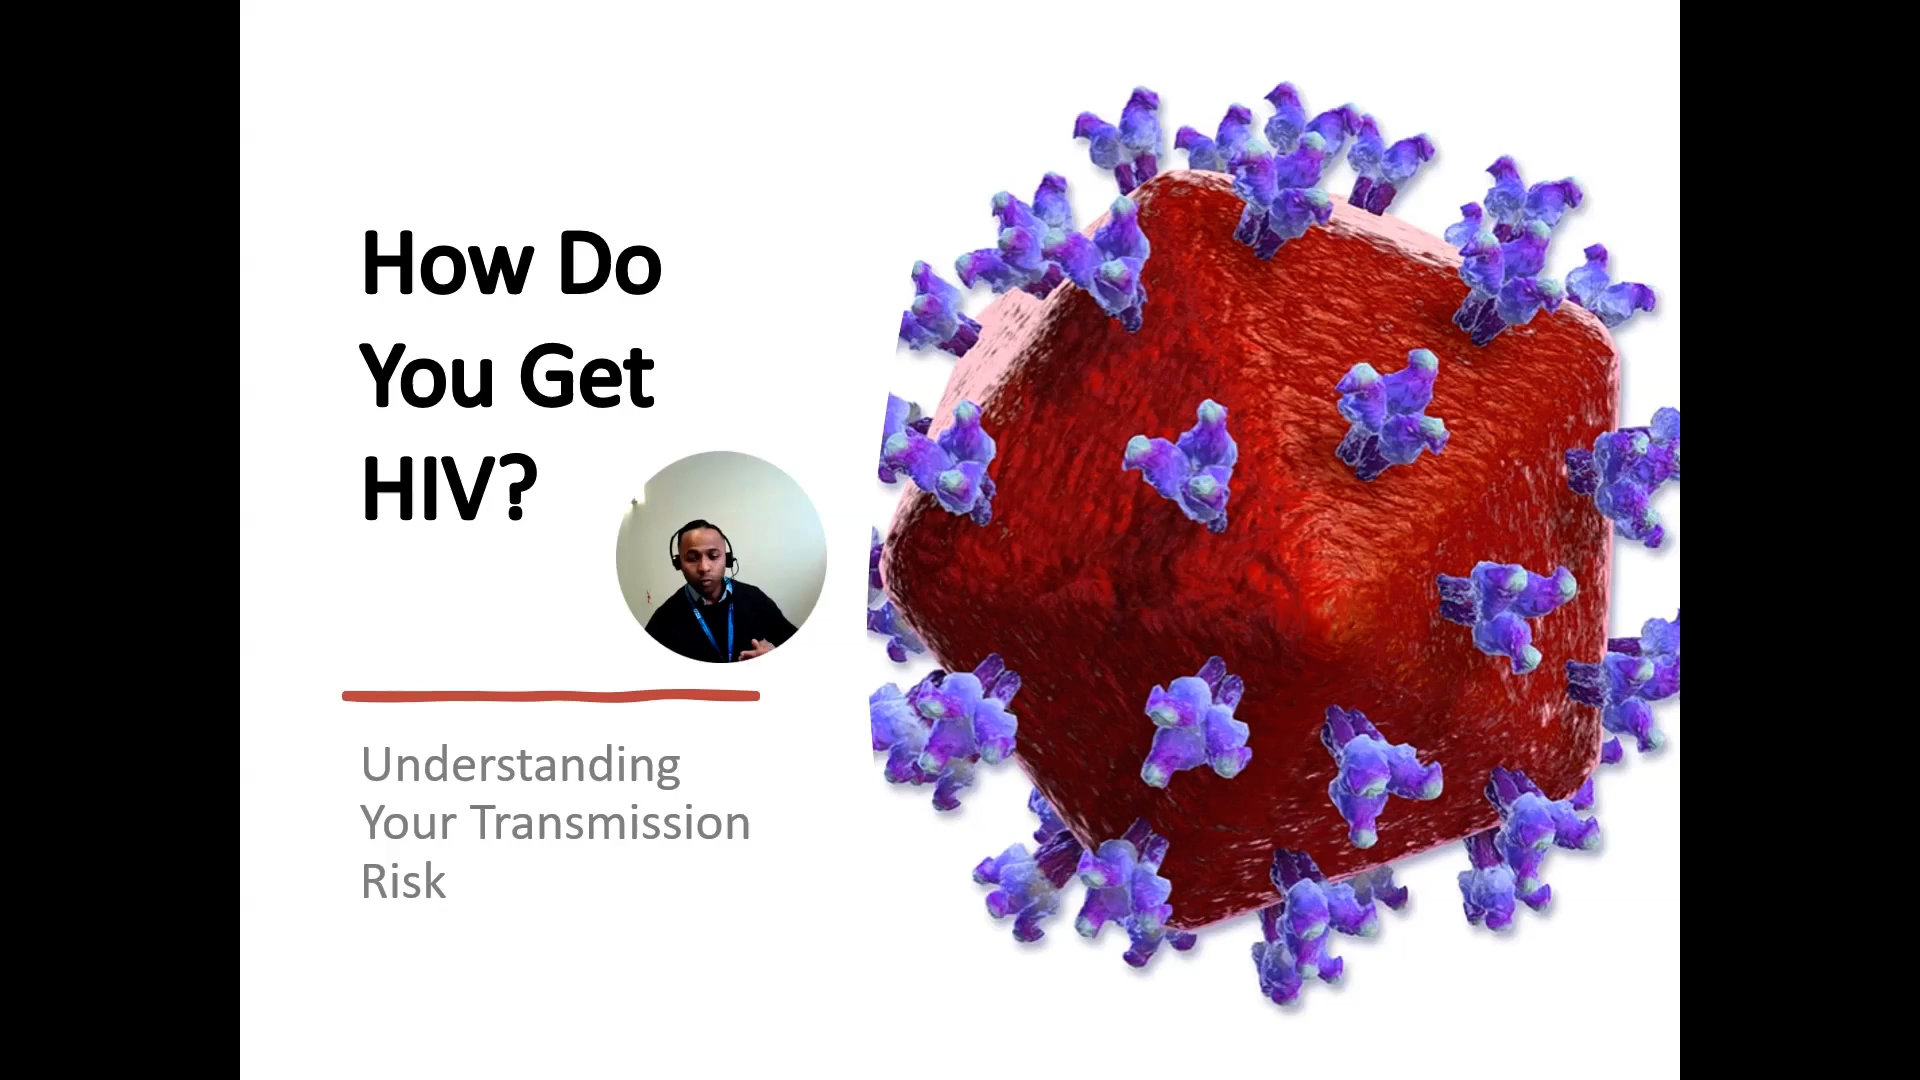 How Do
You Get
HIV?
Understanding
Your Transmission
Risk